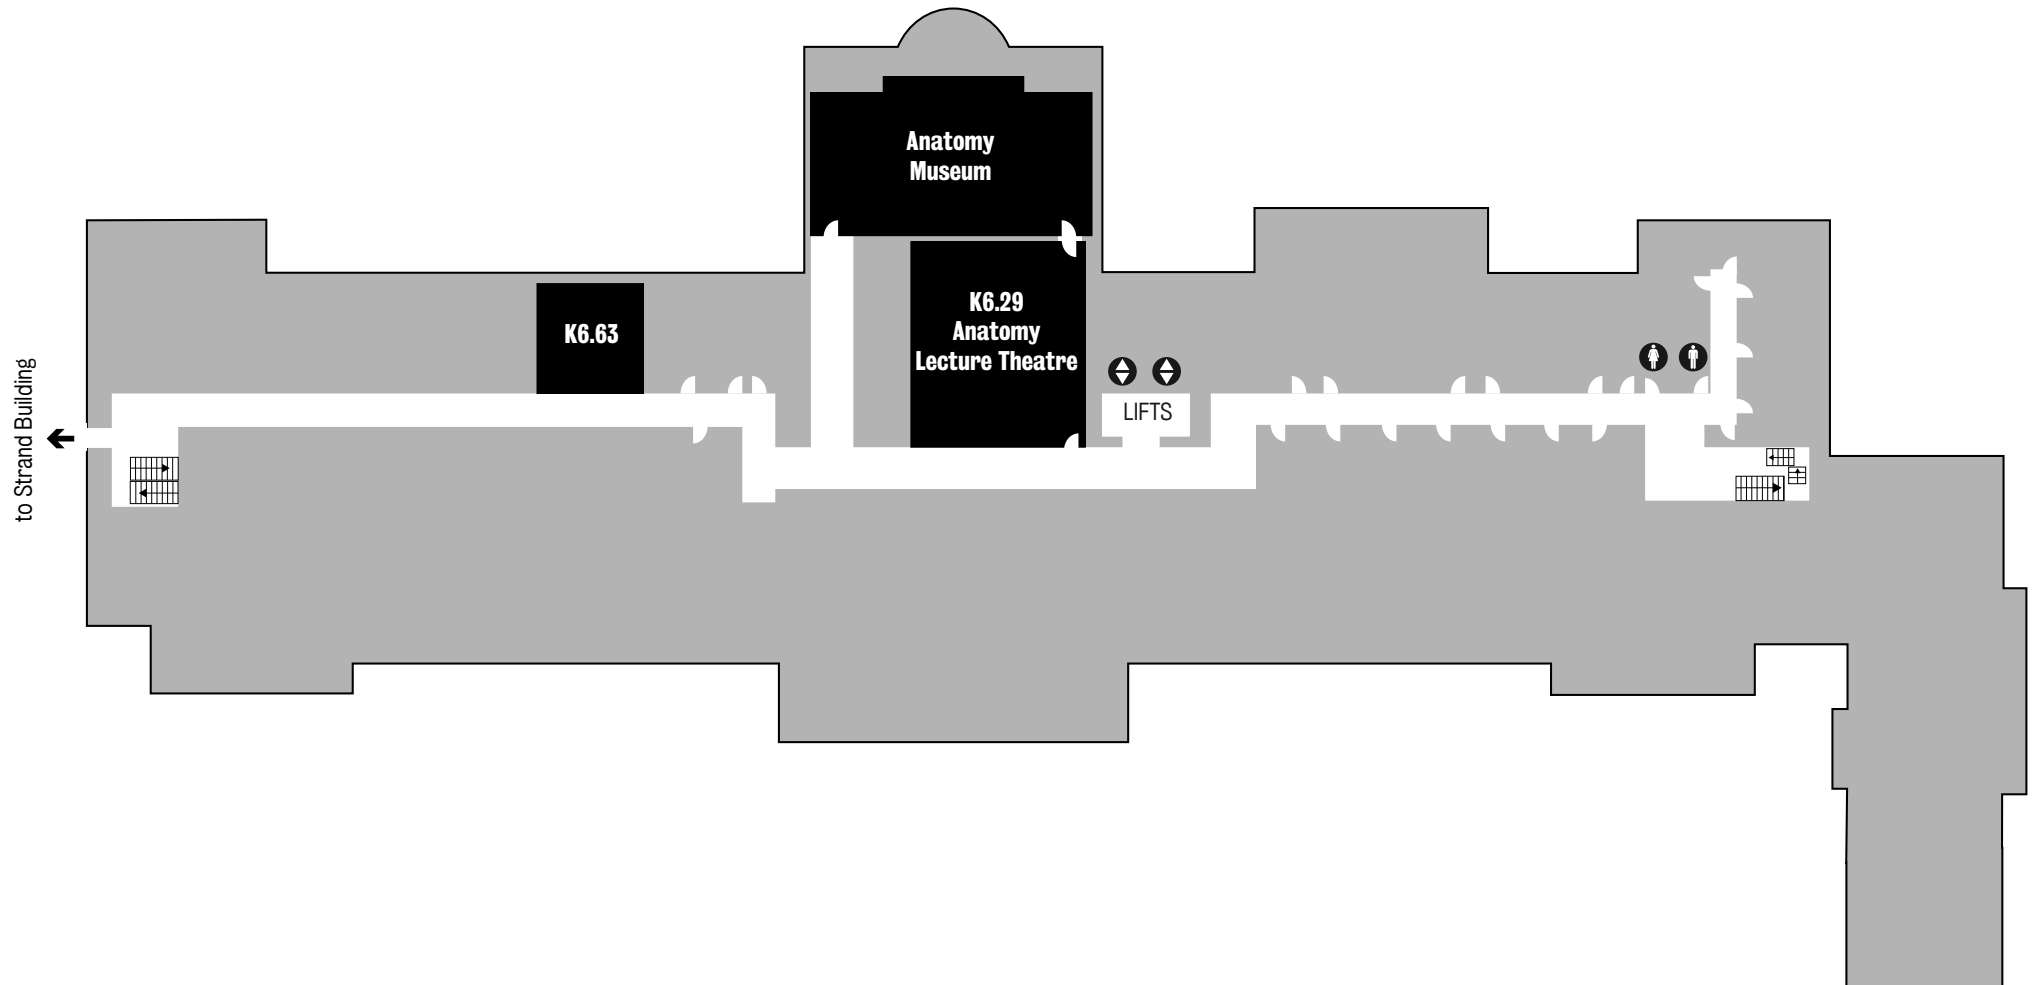 Anatomy
Museum
K6.29
Anatomy
Lecture Theatre
K6.63
LIFTS
to Strand Building